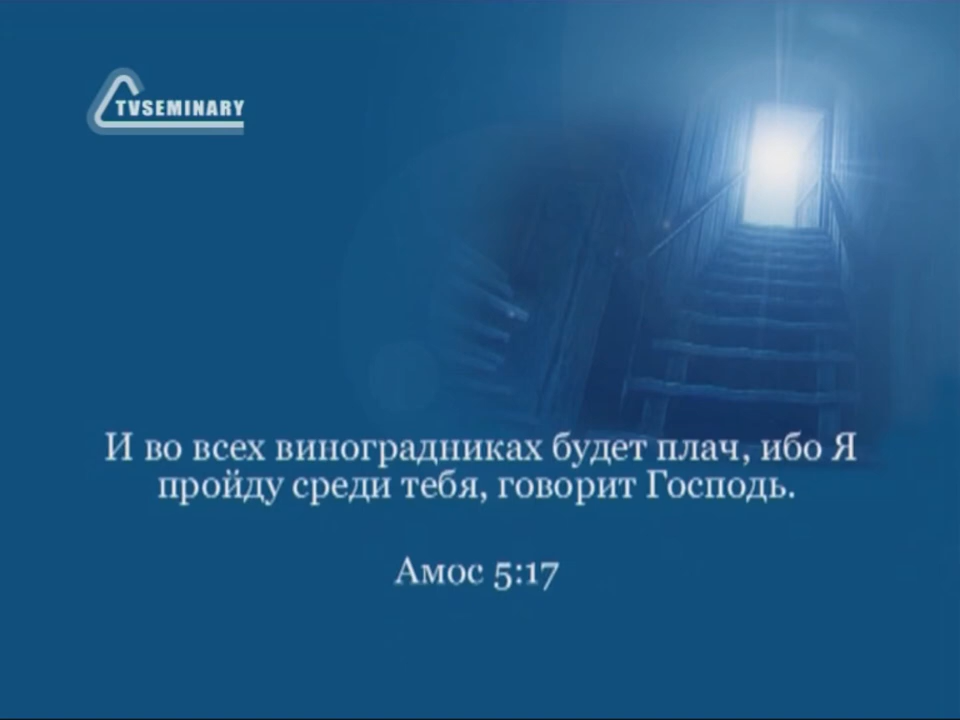 TVSEMINARY
И во всех виноградниках будет плач, ибо Я
пройду среди тебя, говорит Господь.
Амос 5:17